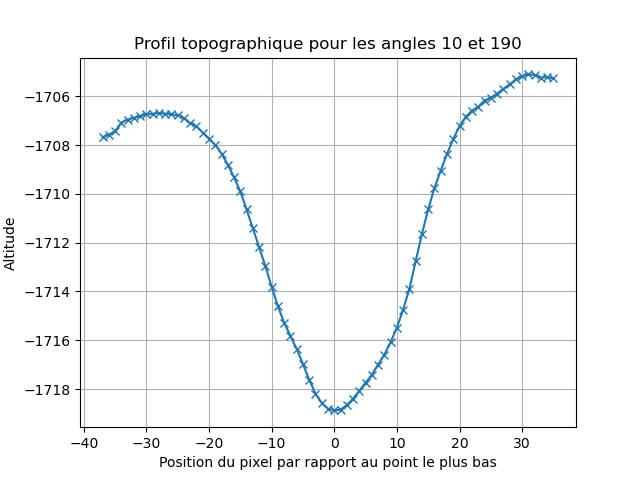 Profil topographique pour les angles 10 et 190
Altitude
−1706
−1708
−1710
−1712
−1714
−1716
−1718
−40 −30 −20 −10 0 10 20 30
Position du pixel par rapport au point le plus bas